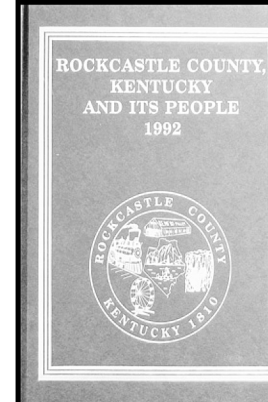 ROCKCASTLE COUNTY,
KENTUCKY
AND ITS PEOPLE
1992
ROCKCASTLE COUNTY
KENTUCKY 1810